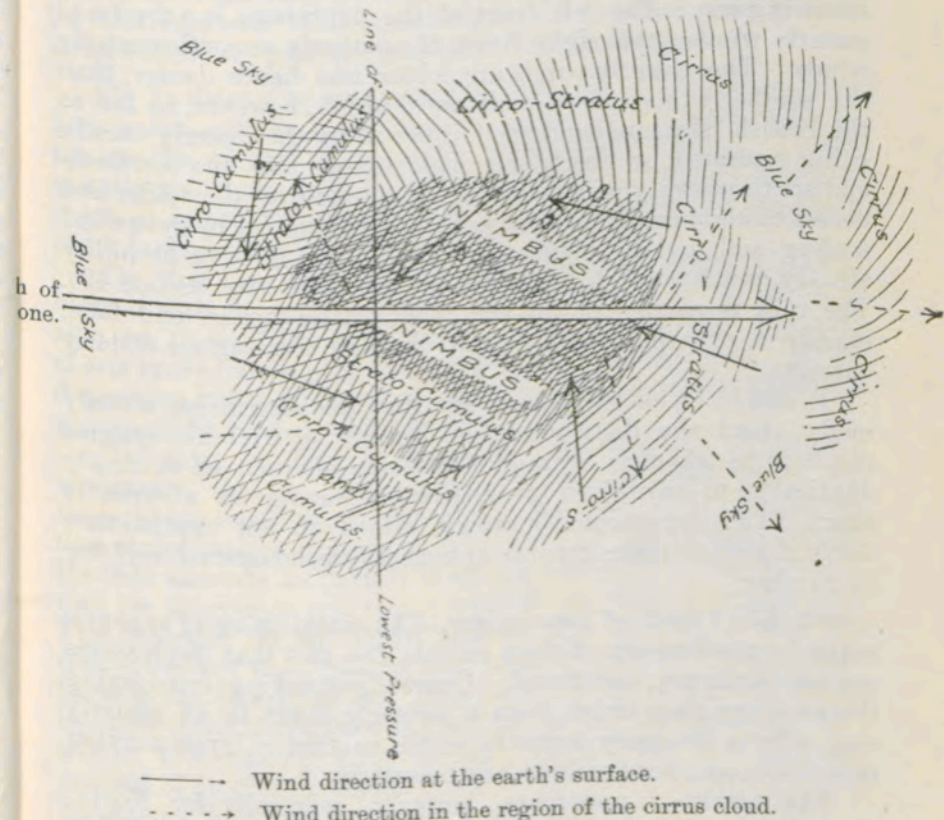 Line of
Blue Sky
Cirrus
Cirro-Stratus
Cirro-Cumulus
Strato-Cumulus
NIMBUS
Blue Sky
Cirrus
Cirro-
Stratus
Blue
Sky
h of
one.
NIMBUS
Strato-Cumulus
Cirro-Cumulus
and
Cumulus.
Cirrus
Cirro-S
Blue
Sky
Lowest Pressure
Wind direction at the earth's surface.
Wind direction in the region of the cirrus cloud.